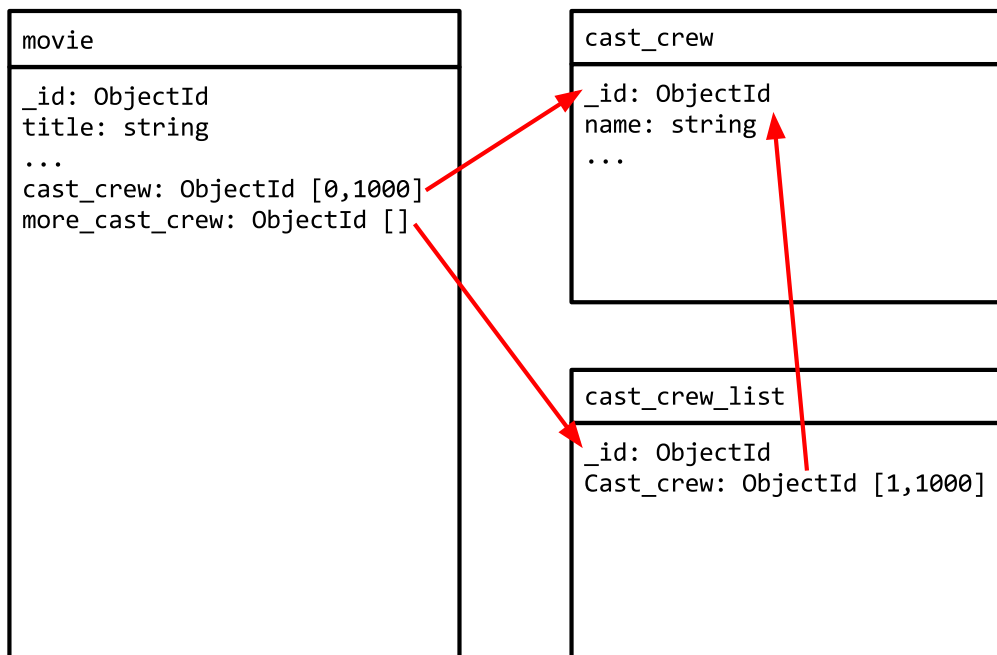 movie
_id: ObjectId
title: string
...
cast_crew: ObjectId [0,1000]
more_cast_crew: ObjectId []
cast_crew
_id: ObjectId
name: string
...
cast_crew_list
_id: ObjectId
Cast_crew: ObjectId [1,1000]